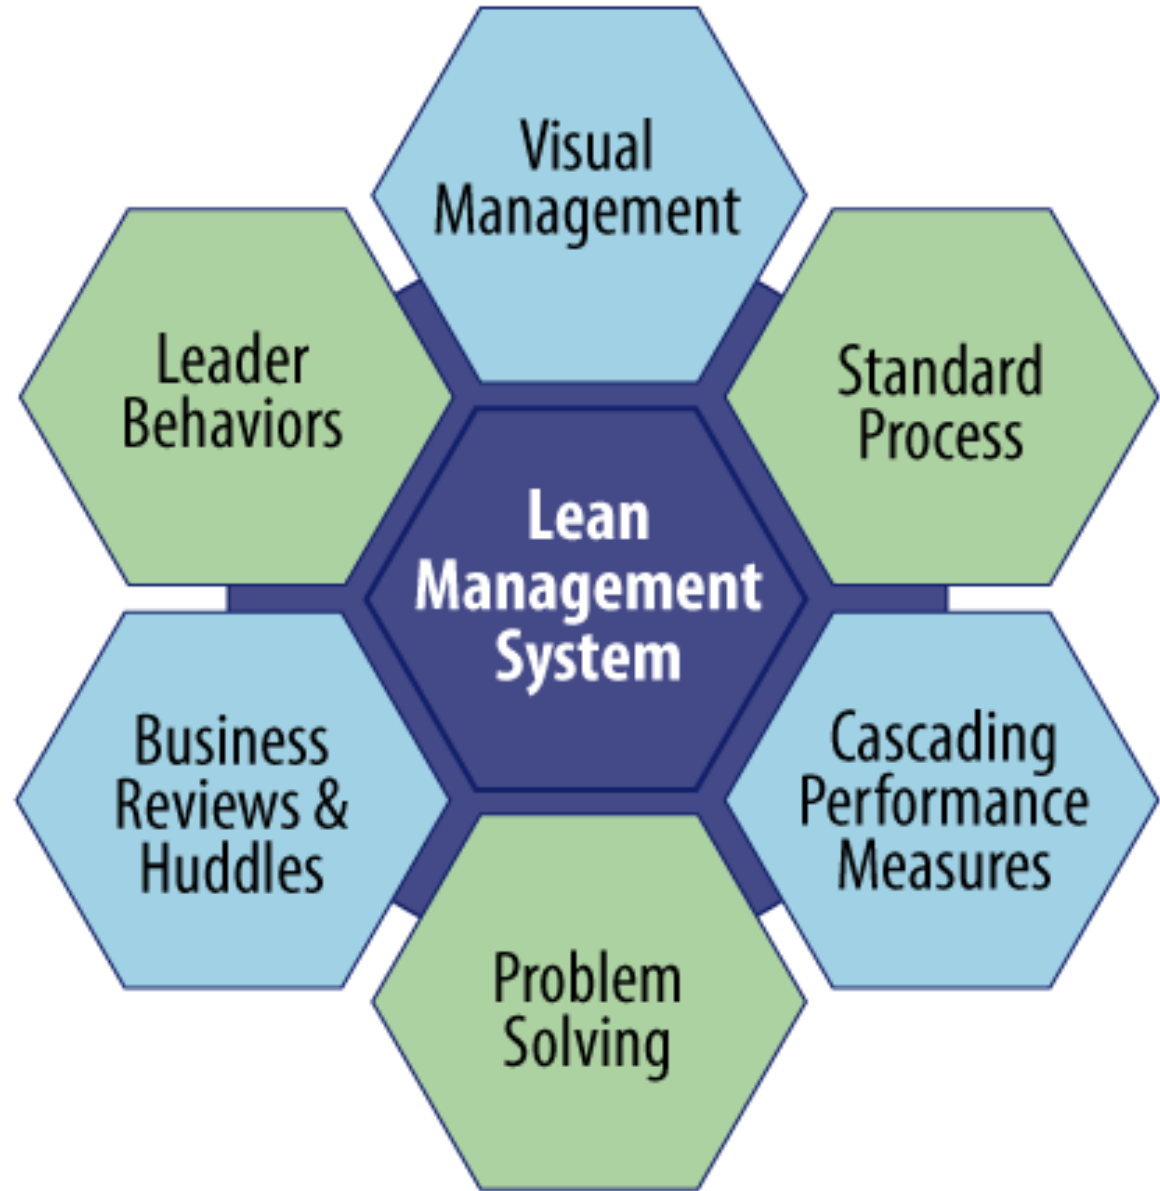 Visual
Management
Leader
Behaviors
Standard
Process
Lean
Management
System
Business
Reviews &
Huddles
Cascading
Performance
Measures
Problem
Solving